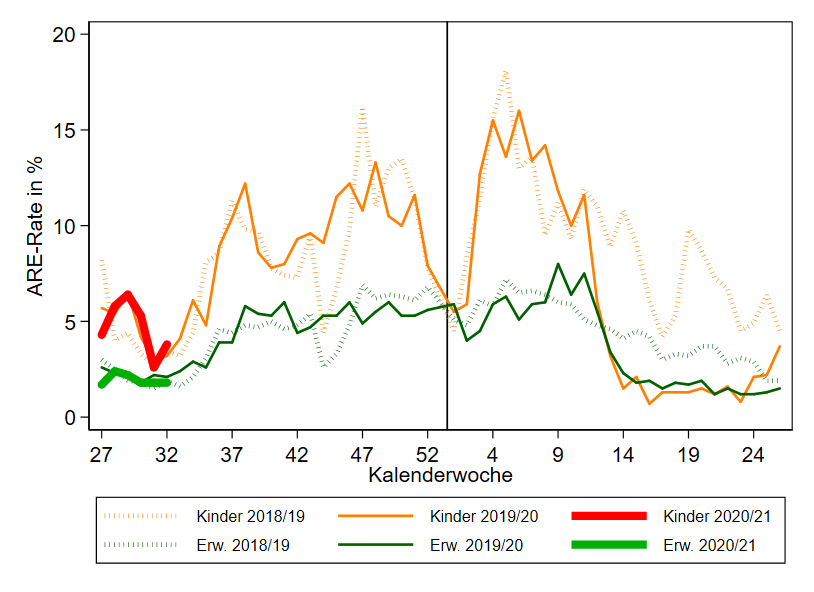 ARE-Rate in %
20
15
10
5
0
27 32 37 42 47 52 4 9 14 19 24
Kalenderwoche
Kinder 2018/19 Kinder 2019/20 Kinder 2020/21
Erw. 2018/19 Erw. 2019/20 Erw. 2020/21